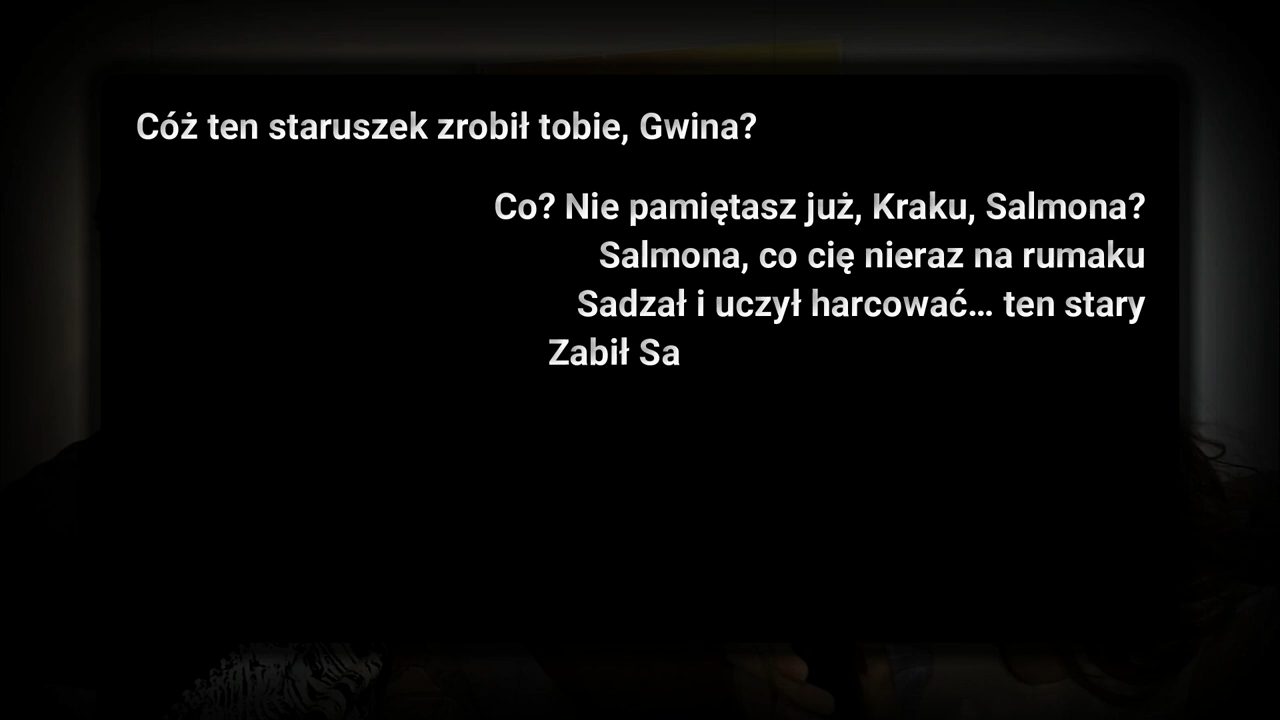 Cóż ten staruszek zrobił tobie, Gwina?
Co? Nie pamiętasz już, Kraku, Salmona?
Salmona, co cię nieraz na rumaku
Sadzał i uczył harcować... ten stary
Zabił Sa